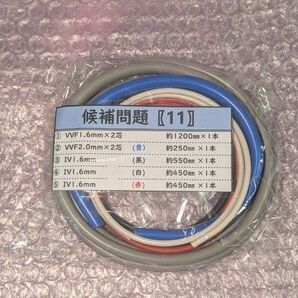 候補問題〖11〗
① VVF1.6mm×2芯 約1200mm×1本
② VVF2.0mm×2芯 (青) 約250mm×1本
③ IV1.6mm (黒) 約550mm×1本
④ IV1.6mm (白) 約450mm×1本
⑤ IV1.6mm (赤) 約450mm×1本